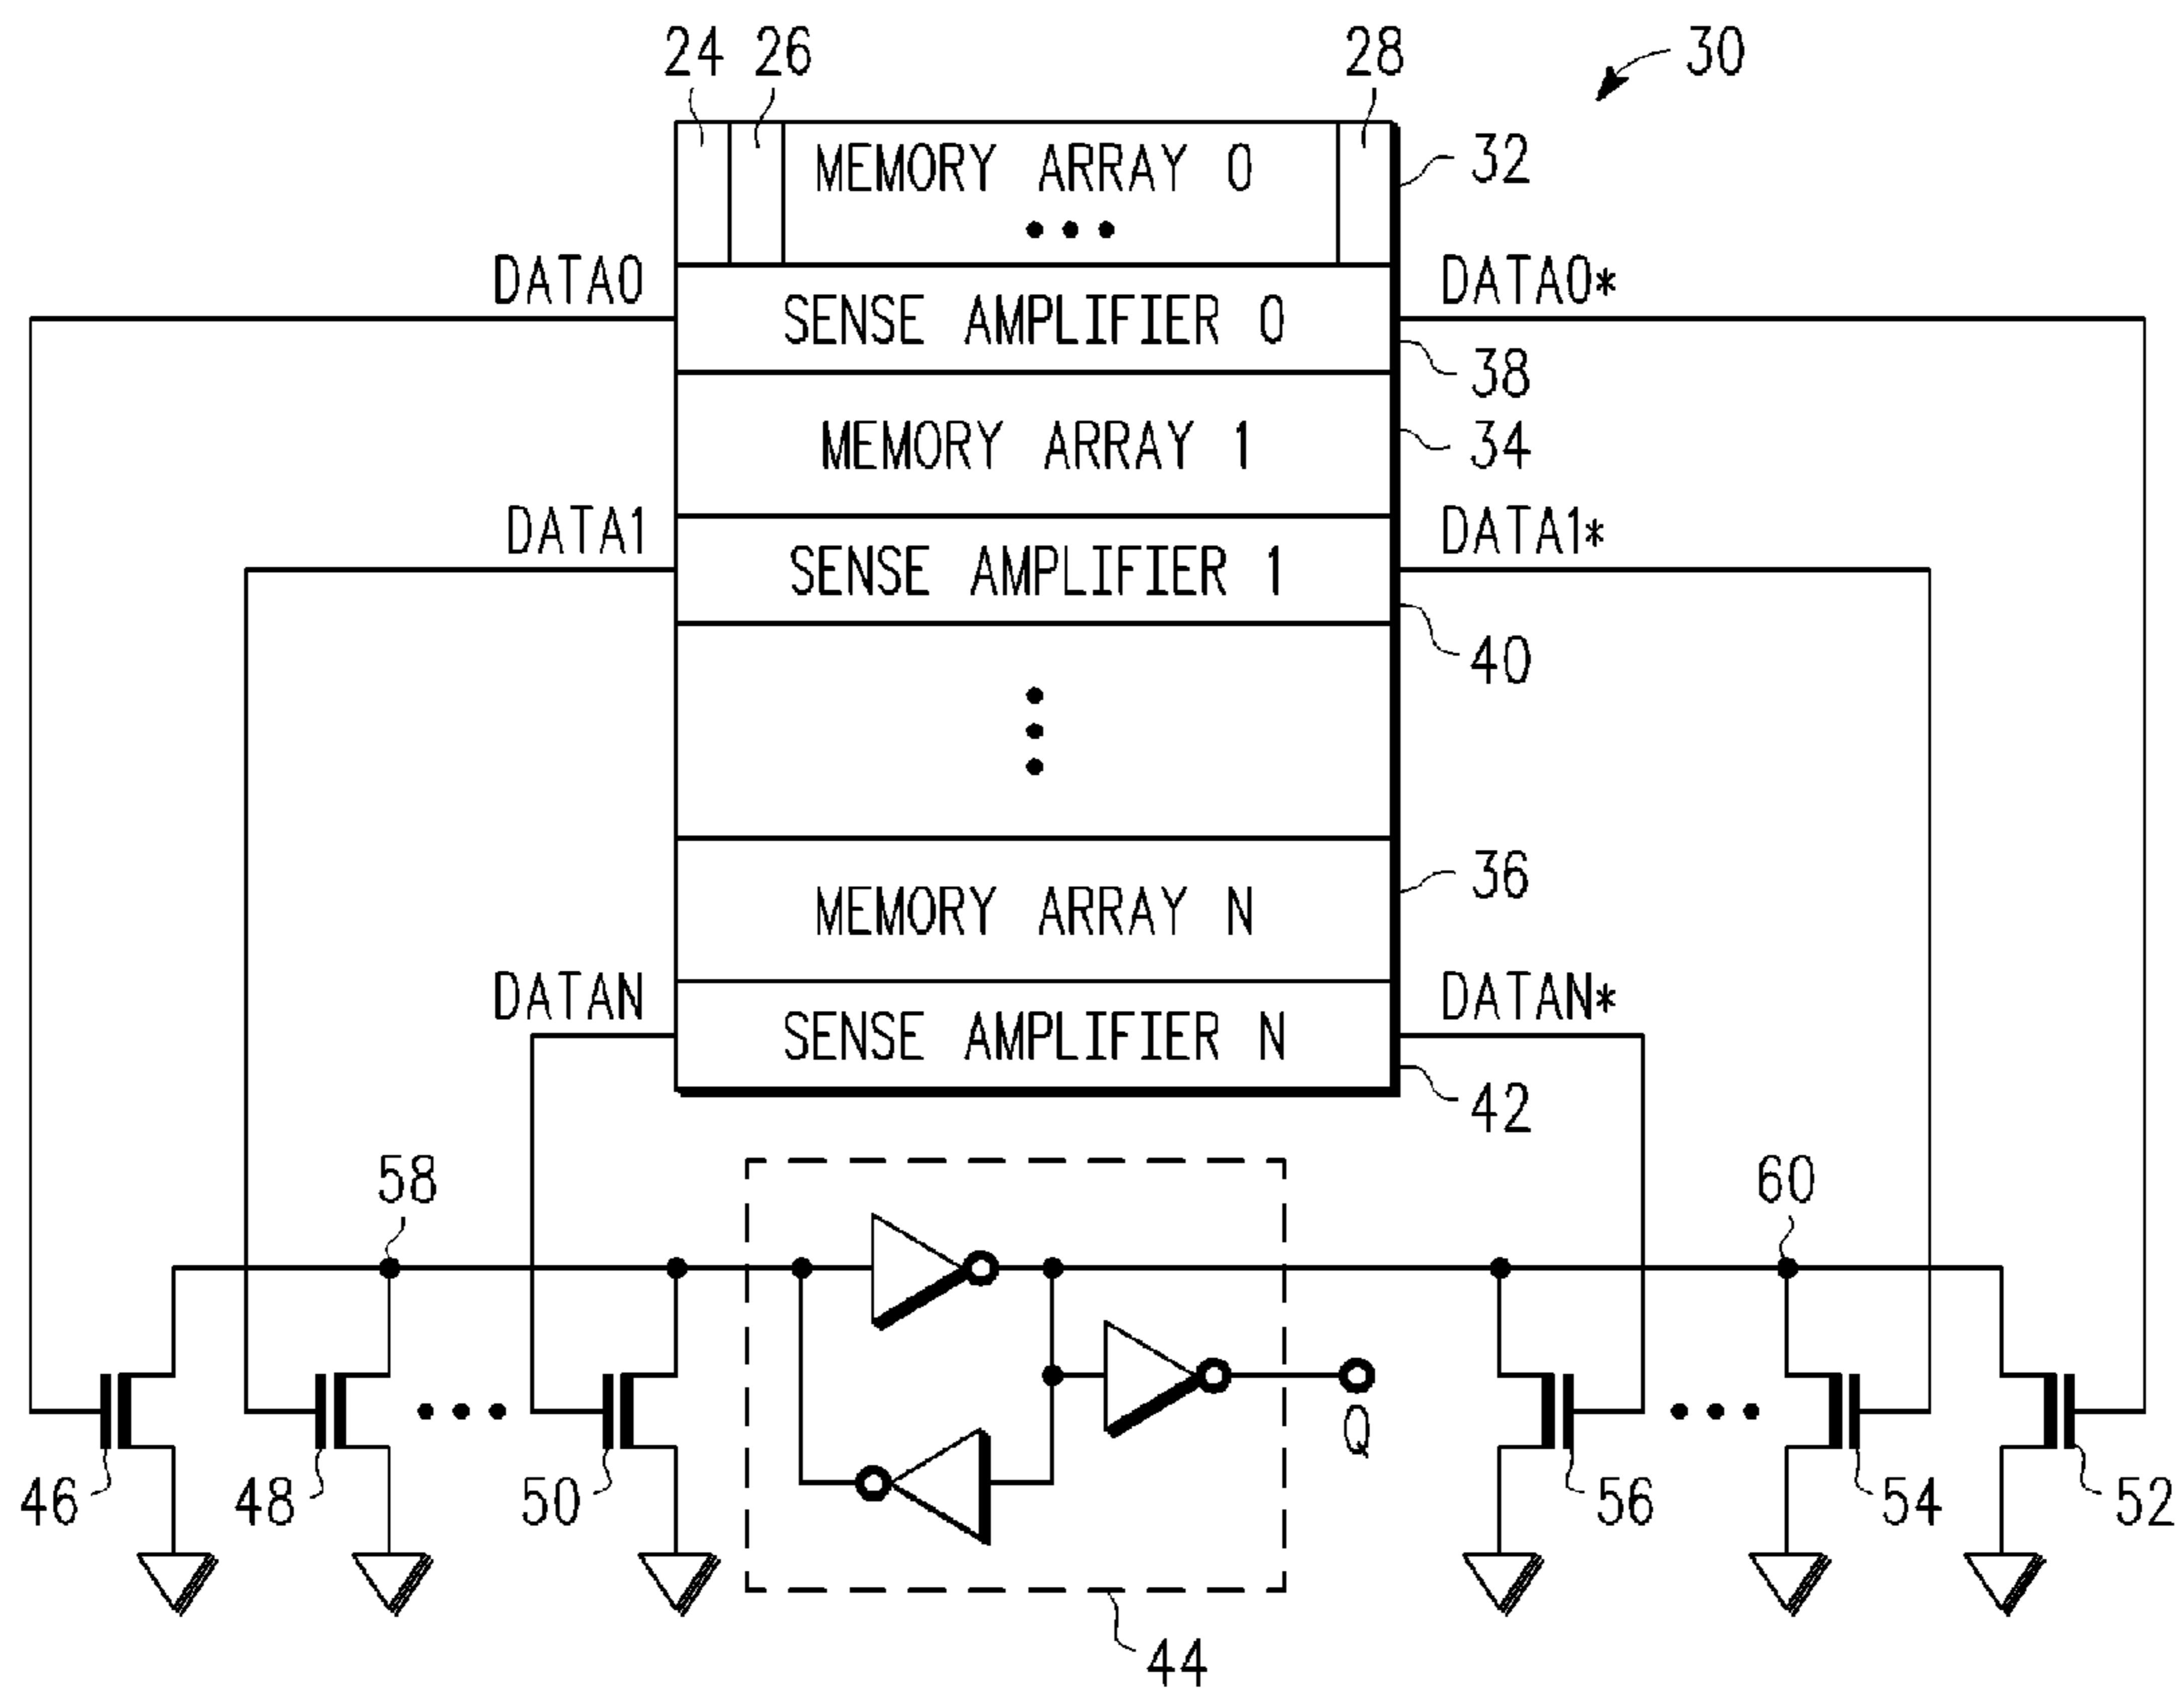 24 26 28 30
MEMORY ARRAY 0 32
DATA0 DATA0*
SENSE AMPLIFIER 0
38
MEMORY ARRAY 1 34
DATA1 DATA1*
SENSE AMPLIFIER 1
40
MEMORY ARRAY N 36
DATAN DATAN*
SENSE AMPLIFIER N
42
58 60
Q
46 48 50 56 54 52
44